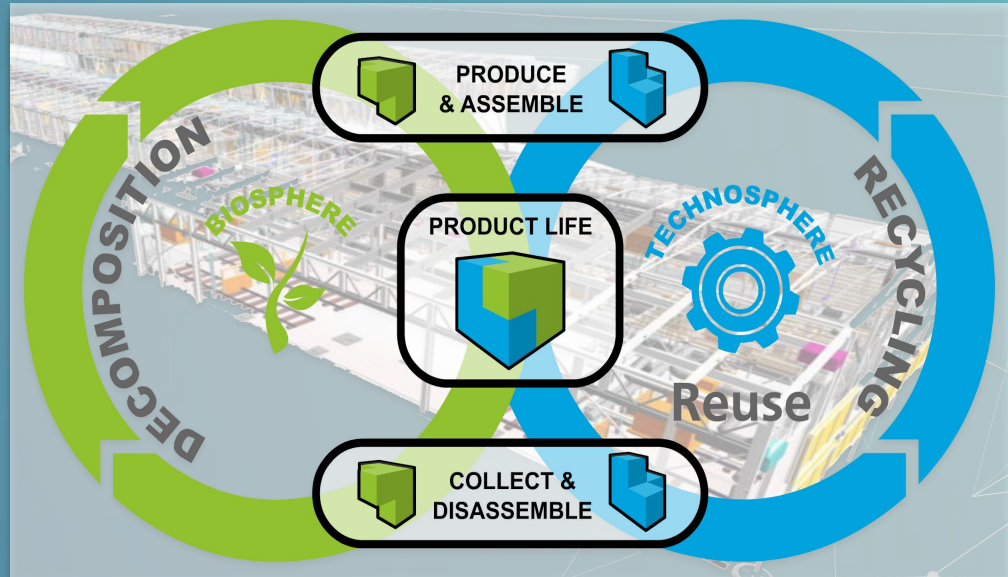 PRODUCE
& ASSEMBLE
DECOMPOSITION
BIOSPHERE
PRODUCT LIFE
TECHNOSPHERE
RECYCLING
Reuse
COLLECT &
DISASSEMBLE